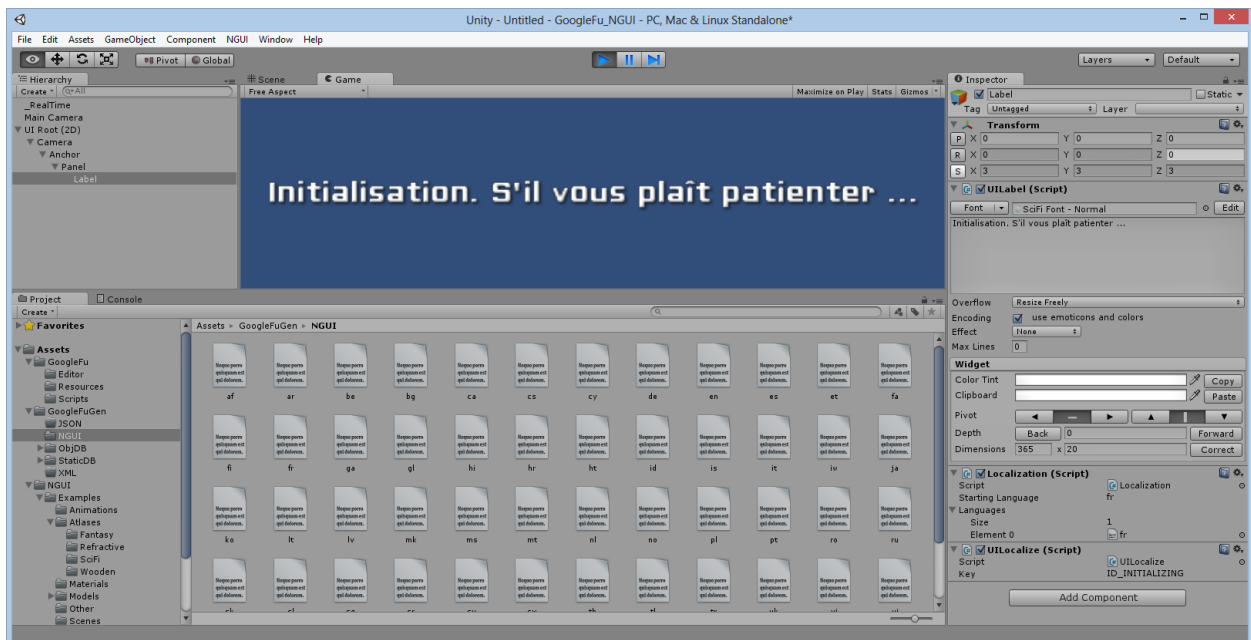 Unity - Untitled - GoogleFu_NGUI - PC, Mac & Linux Standalone*
File Edit Assets GameObject Component NGUI Window Help
Pivot Global Layers Default
Hierarchy
Create All
_RealTime
Main Camera
UI Root (2D)
Camera
Anchor
Panel
Label
Scene Game
Free Aspect Maximize on Play Stats Gizmos
Initialisation. S'il vous plaît patienter ...
Project Console
Create
Favorites
Assets
GoogleFu
Editor
Resources
Scripts
GoogleFuGen
JSON
NGUI
ObjDB
StaticDB
XML
NGUI
Examples
Animations
Atlases
Fantasy
Refractive
SciFi
Wooden
Materials
Models
Other
Scenes
Assets GoogleFuGen NGUI
af ar be bg ca cs cy de en es et fa
fi fr ga gl hi hr ht id is it iw ja
ko lt lv mk ms mt nl no pl pt ro ru
Inspector
Label Static
Tag Untagged Layer
Transform
P X 0 Y 0 Z 0
R X 0 Y 0 Z 0
S X 3 Y 3 Z 3
UILabel (Script)
Font SciFi Font - Normal Edit
Initialisation. S'il vous plaît patienter ...
Overflow Resize Freely
Encoding use emoticons and colors
Effect None
Max Lines 0
Widget
Color Tint Copy
Clipboard Paste
Pivot
Depth Back 0 Forward
Dimensions 365 x 20 Correct
Localization (Script)
Script Localization
Starting Language fr
Languages
Size 1
Element 0 fr
UILocalize (Script)
Script UILocalize
Key ID_INITIALIZING
Add Component